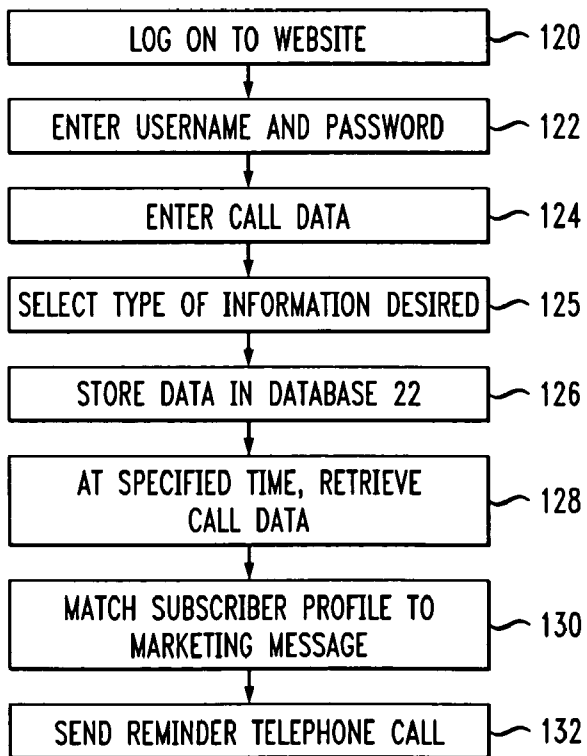 LOG ON TO WEBSITE 120
ENTER USERNAME AND PASSWORD 122
ENTER CALL DATA 124
SELECT TYPE OF INFORMATION DESIRED 125
STORE DATA IN DATABASE 22 126
AT SPECIFIED TIME, RETRIEVE
CALL DATA 128
MATCH SUBSCRIBER PROFILE TO
MARKETING MESSAGE 130
SEND REMINDER TELEPHONE CALL 132